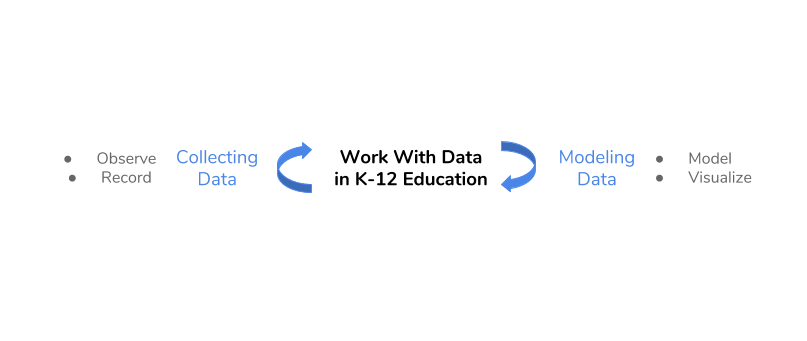 ● Observe
● Record
Collecting
Data
Work With Data
in K-12 Education
Modeling
Data
● Model
● Visualize